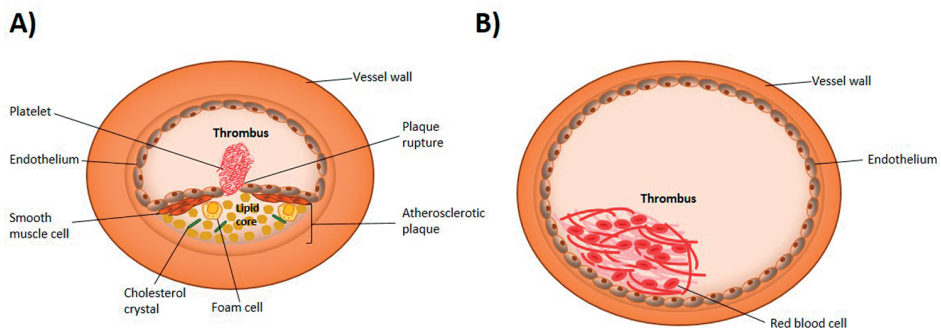 A)
Vessel wall
Platelet
Thrombus
Plaque
rupture
Endothelium
Lipid
core
Smooth
muscle cell
Atherosclerotic
plaque
Cholesterol
crystal
Foam cell
B)
Vessel wall
Endothelium
Thrombus
Red blood cell